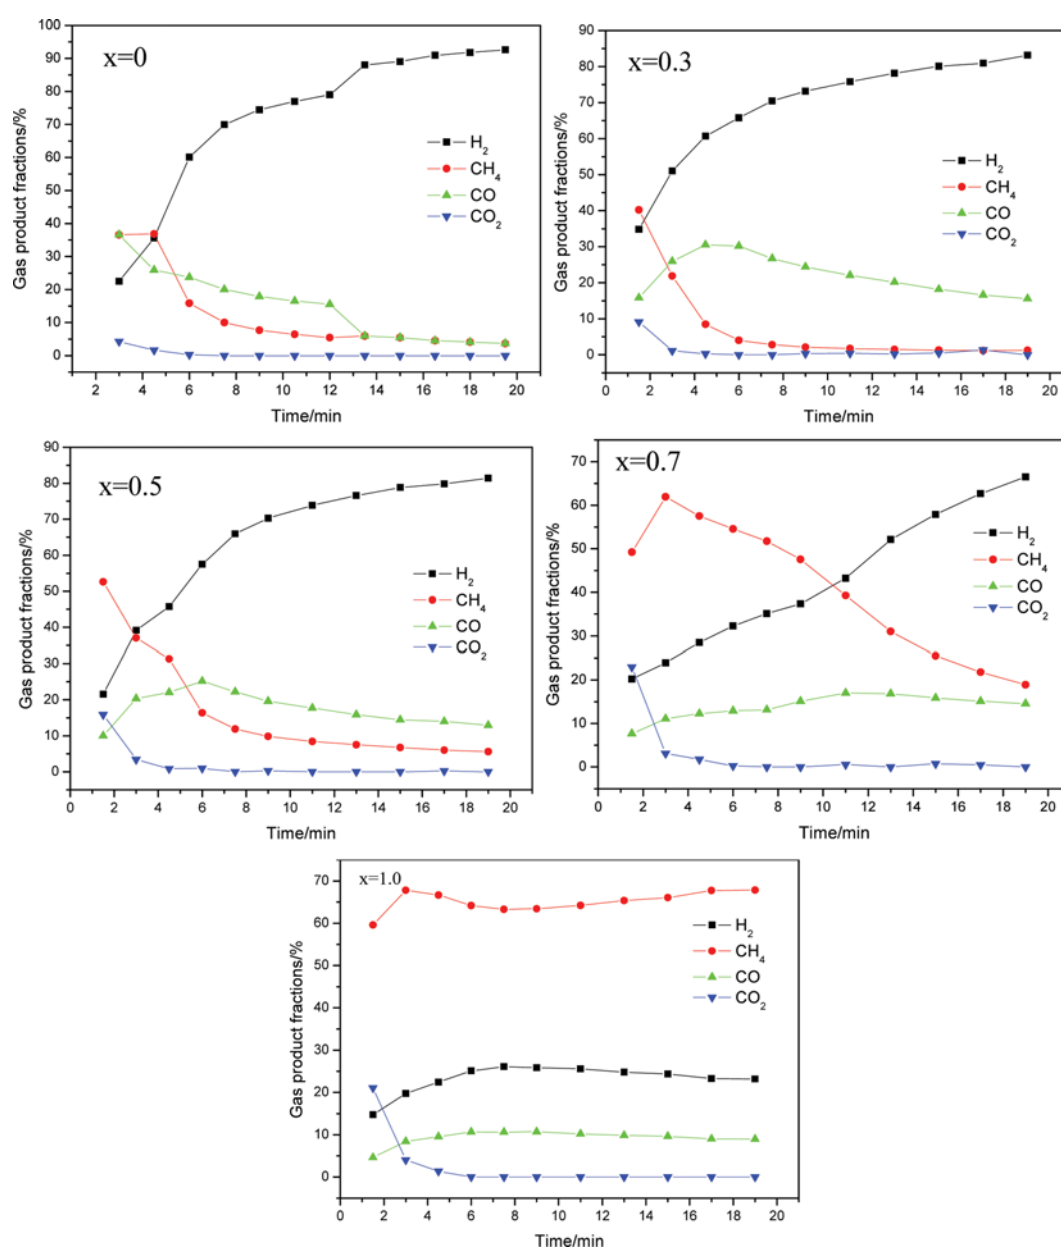 x=0
Gas product fractions/%
100
90
80
70
60
50
40
30
20
10
0
H₂
CH₄
CO
CO₂
2 4 6 8 10 12 14 16 18 20
Time/min
x=0.3
Gas product fractions/%
90
80
70
60
50
40
30
20
10
0
H₂
CH₄
CO
CO₂
0 2 4 6 8 10 12 14 16 18 20
Time/min
x=0.5
Gas product fractions/%
90
80
70
60
50
40
30
20
10
0
H₂
CH₄
CO
CO₂
0 2 4 6 8 10 12 14 16 18 20
Time/min
x=0.7
Gas product fractions/%
70
60
50
40
30
20
10
0
H₂
CH₄
CO
CO₂
0 2 4 6 8 10 12 14 16 18 20
Time/min
x=1.0
Gas product fractions/%
70
60
50
40
30
20
10
0
H₂
CH₄
CO
CO₂
0 2 4 6 8 10 12 14 16 18 20
Time/min